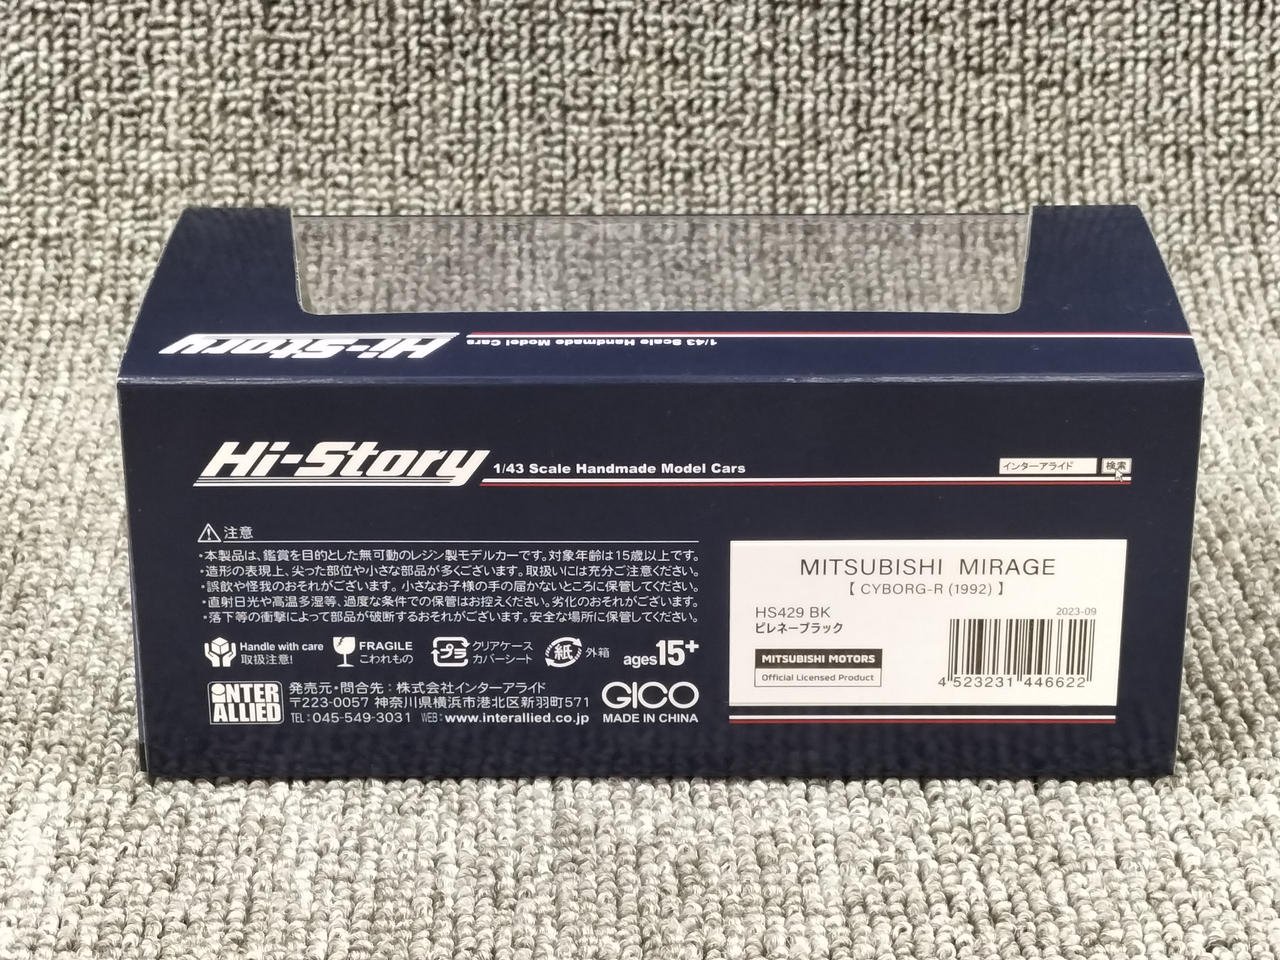 Hi-Story
1/43 Scale Handmade Model Cars
Hi-Story 1/43 Scale Handmade Model Cars
インターアライド 検索
注意
・本製品は、鑑賞を目的とした無可動のレジン製モデルカーです。対象年齢は15歳以上です。
・造形の表現上、尖った部位や小さな部品が多くございます。取扱いには充分ご注意ください。
・誤飲や怪我のおそれがございます。小さなお子様の手の届かないところに保管してください。
・直射日光や高温多湿等、過度な条件での保管はお控えください。劣化のおそれがございます。
・落下等の衝撃によって部品が破断するおそれがございます。安全な場所に保管してください。
Handle with care
取扱注意!
FRAGILE
こわれもの
プラ
クリアケース
カバーシート
紙
外箱
ages15+
INTER
ALLIED
発売元・問合先：株式会社インターアライド
〒223-0057 神奈川県横浜市港北区新羽町571
TEL:045-549-3031 WEB:www.interallied.co.jp
GICO
MADE IN CHINA
MITSUBISHI MIRAGE
【 CYBORG-R (1992) 】
HS429 BK
ピレネーブラック
2023-09
MITSUBISHI MOTORS
Official Licensed Product
4 523231 446622